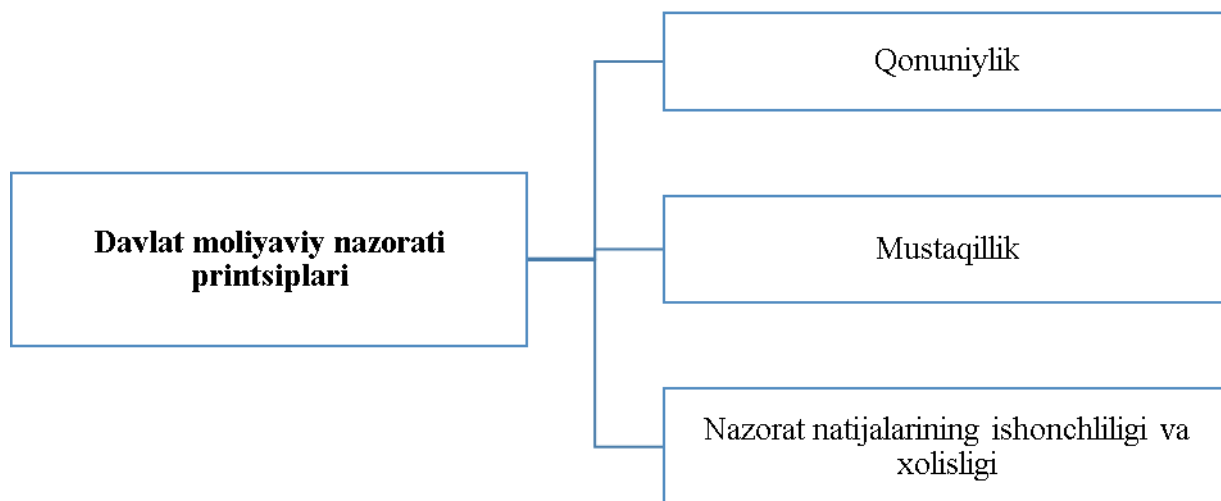 Davlat moliyaviy nazorati
printsiplari
Qonuniylik
Mustaqillik
Nazorat natijalarining ishonchliligi va
xolisligi